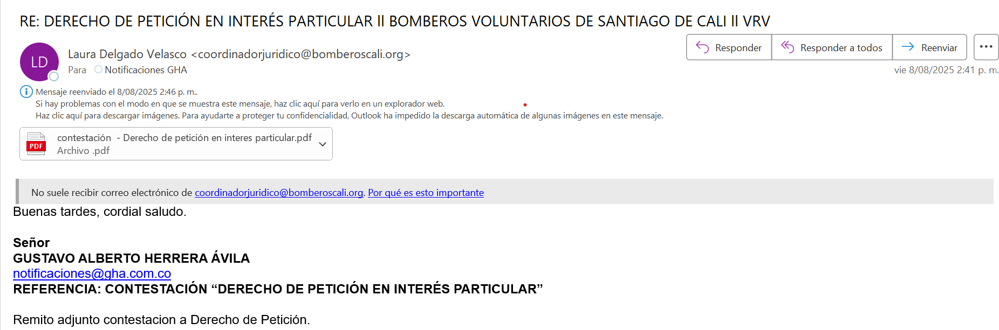 RE: DERECHO DE PETICIÓN EN INTERÉS PARTICULAR ll BOMBEROS VOLUNTARIOS DE SANTIAGO DE CALI ll VRV
LD
Laura Delgado Velasco <coordinadorjuridico@bomberoscali.org>
Para Notificaciones GHA
Responder
Responder a todos
Reenviar
vie 8/08/2025 2:41 p. m.
Mensaje reenviado el 8/08/2025 2:46 p. m..
Si hay problemas con el modo en que se muestra este mensaje, haz clic aquí para verlo en un explorador web.
Haz clic aquí para descargar imágenes. Para ayudarte a proteger tu confidencialidad, Outlook ha impedido la descarga automática de algunas imágenes en este mensaje.
PDF
contestación  - Derecho de petición en interes particular.pdf
Archivo .pdf
No suele recibir correo electrónico de coordinadorjuridico@bomberoscali.org. Por qué es esto importante
Buenas tardes, cordial saludo.
Señor
GUSTAVO ALBERTO HERRERA ÁVILA
notificaciones@gha.com.co
REFERENCIA: CONTESTACIÓN “DERECHO DE PETICIÓN EN INTERÉS PARTICULAR”
Remito adjunto contestacion a Derecho de Petición.